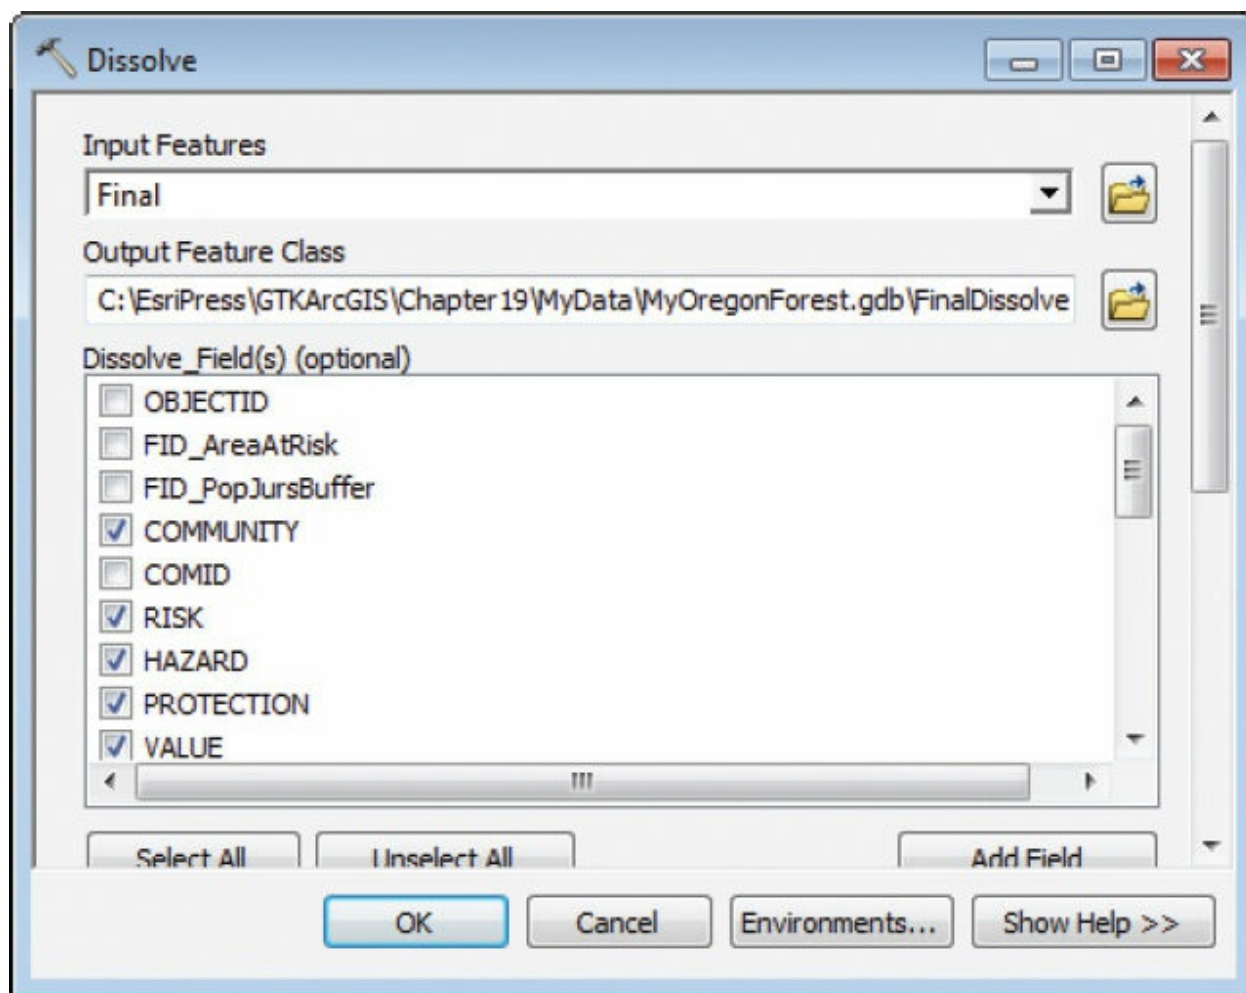 Dissolve
Input Features
Final
Output Feature Class
C:\EsriPress\GTKArcGIS\Chapter19\MyData\MyOregonForest.gdb\FinalDissolve
Dissolve_Field(s) (optional)
OBJECTID
FID_AreaAtRisk
FID_PopJursBuffer
COMMUNITY
COMID
RISK
HAZARD
PROTECTION
VALUE
Select All Unselect All Add Field
OK Cancel Environments... Show Help >>